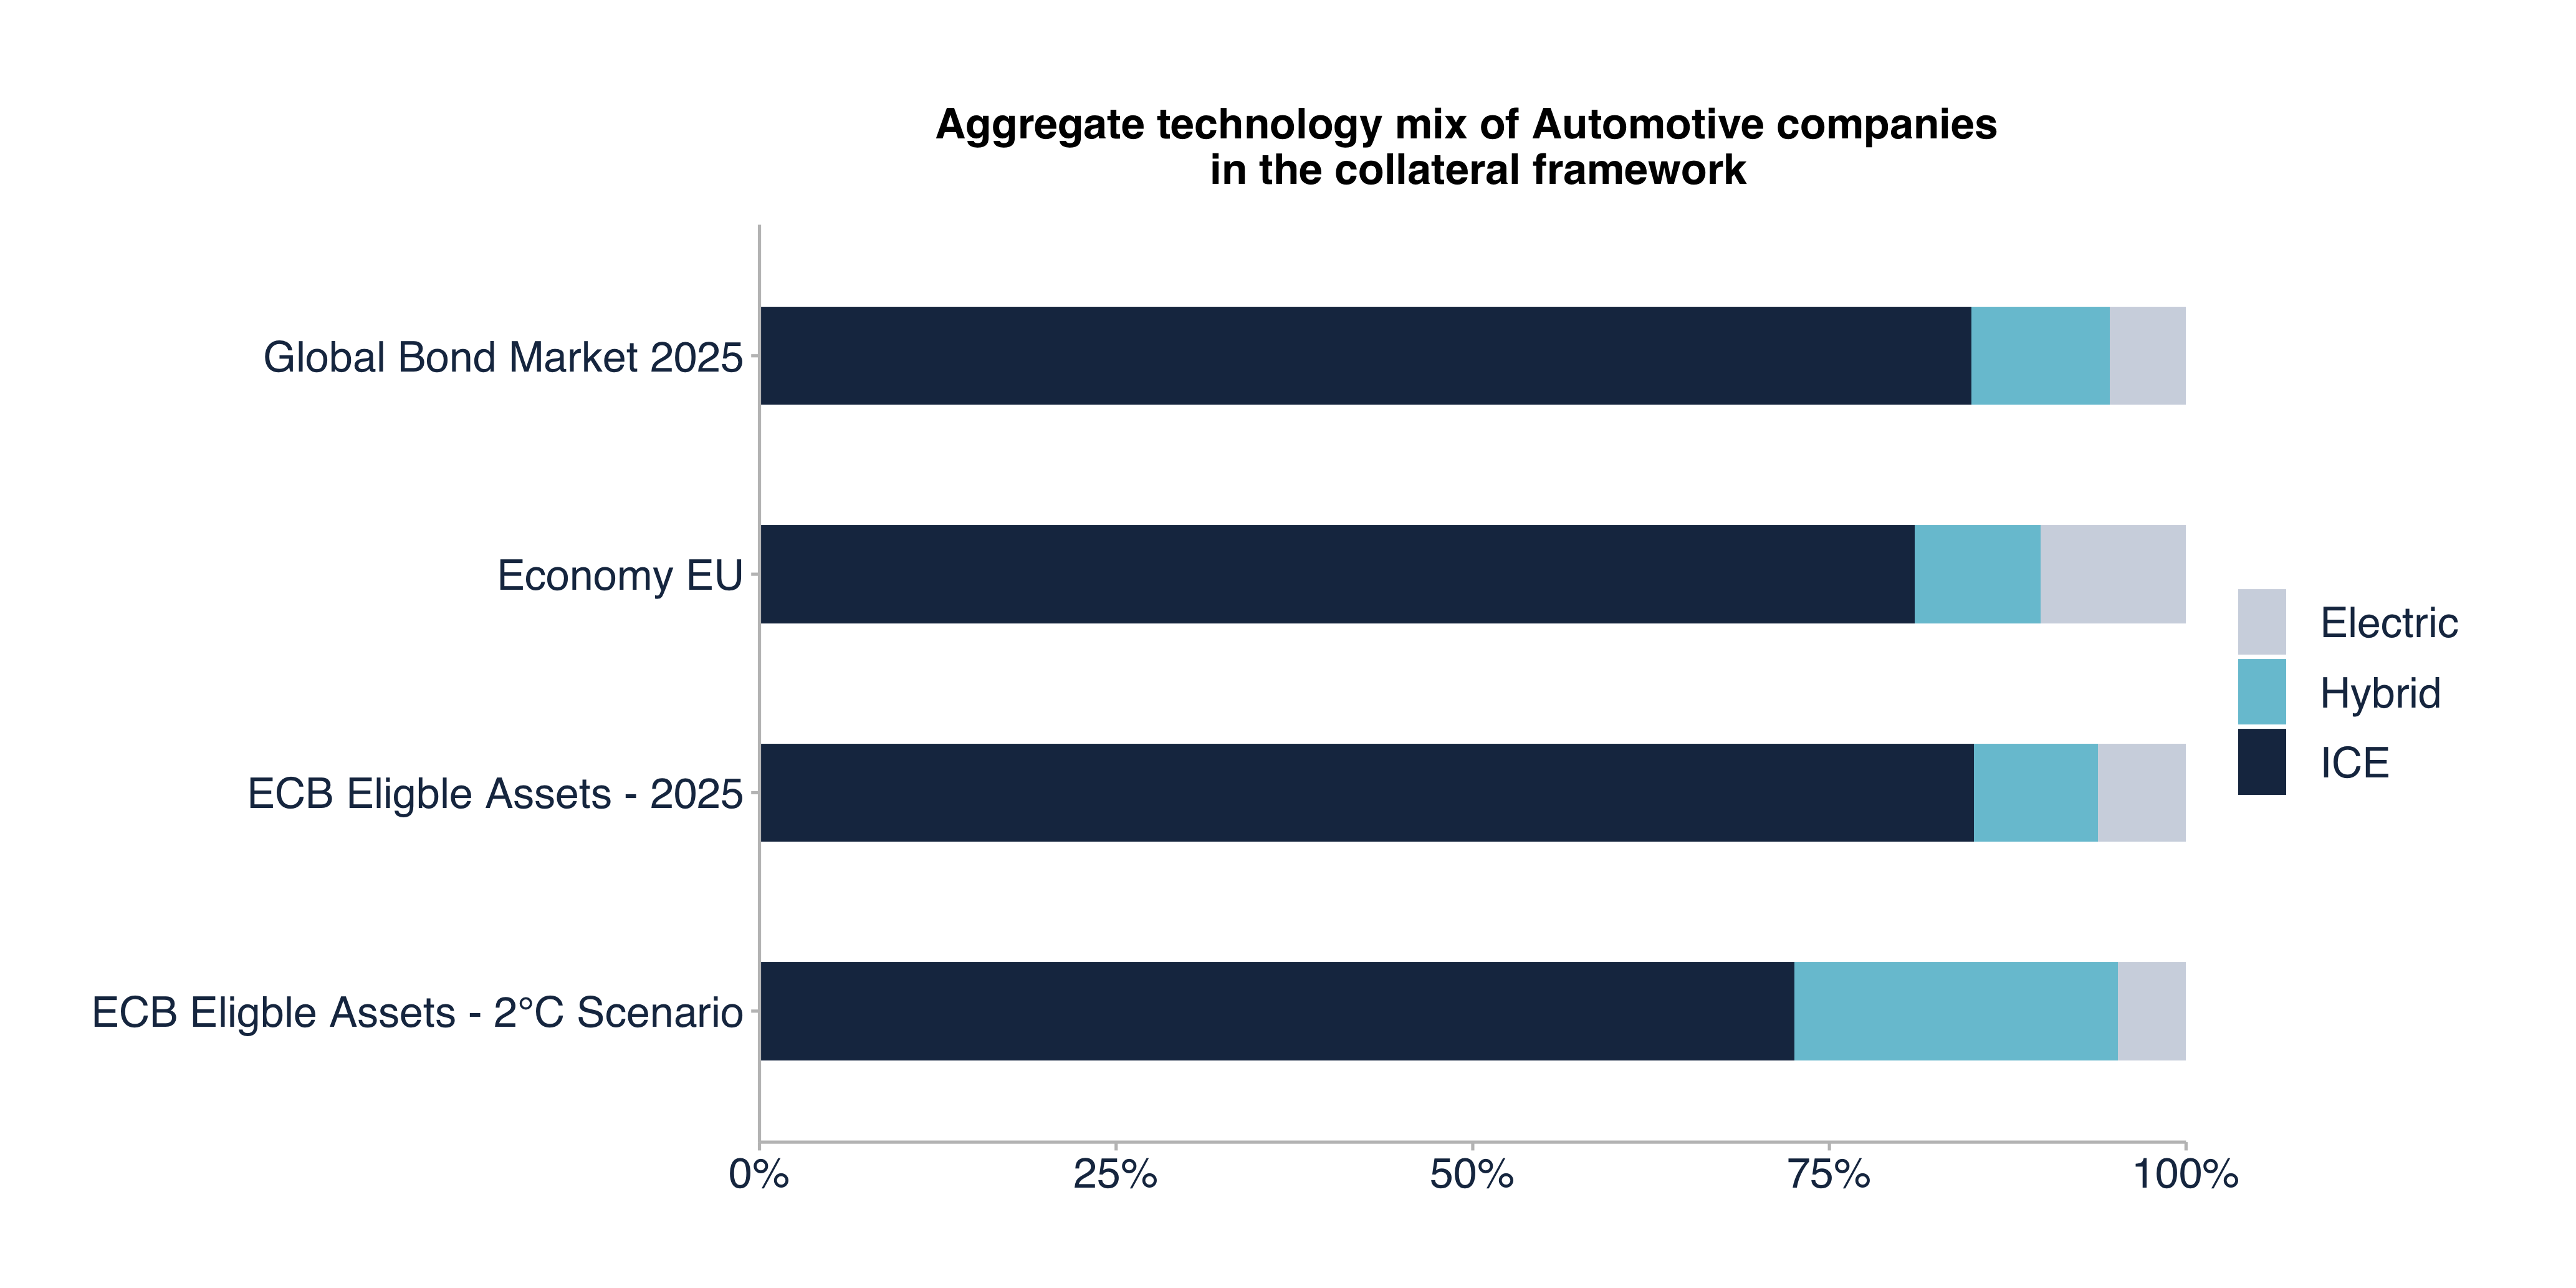 Aggregate technology mix of Automotive companies
in the collateral framework
Global Bond Market 2025
Economy EU
ECB Eligble Assets - 2025
ECB Eligble Assets - 2°C Scenario
0%
25%
50%
75%
100%
Electric
Hybrid
ICE